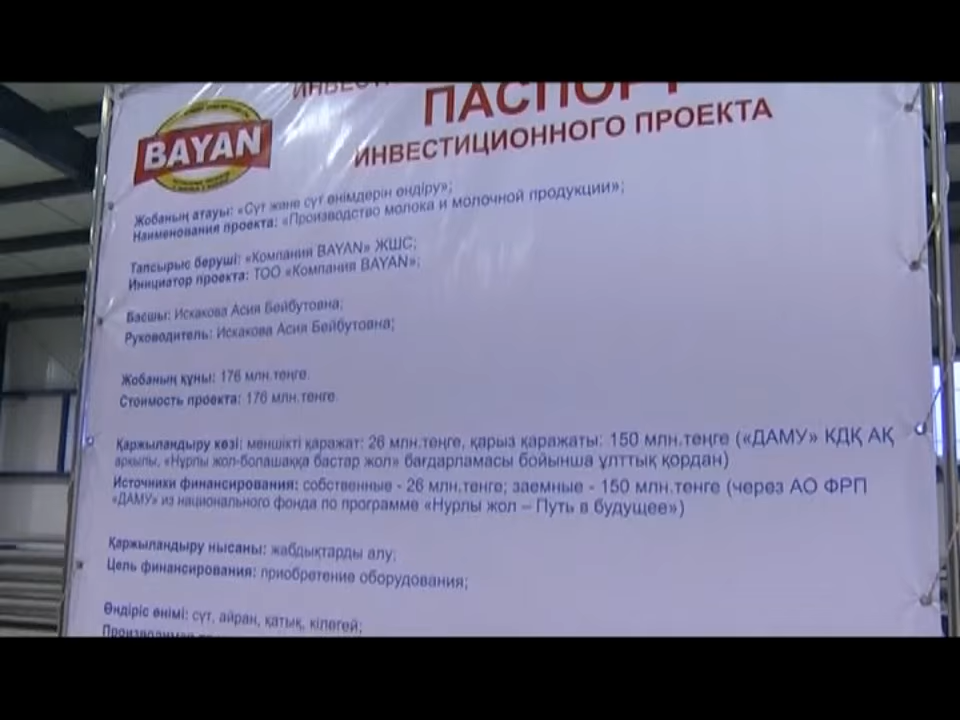 ПАСПОРТ
ИНВЕСТИЦИОННОГО ПРОЕКТА
BAYAN
Жобаның атауы: «Сүт және сүт өнімдерін өндіру»;
Наименования проекта: «Производство молока и молочной продукции»;
Тапсырыс беруші: «Компания BAYAN» ЖШС;
Инициатор проекта: ТОО «Компания BAYAN»;
Басшы: Искакова Асия Бейбутовна;
Руководитель: Искакова Асия Бейбутовна;
Жобаның құны: 176 млн.теңге.
Стоимость проекта: 176 млн.тенге.
Қаржыландыру көзі: меншікті қаражат: 26 млн.теңге, қарыз қаражаты: 150 млн.теңге («ДАМУ» КДҚ АҚ
арқылы, «Нұрлы жол-болашаққа бастар жол» бағдарламасы бойынша ұлттық қордан)
Источники финансирования: собственные - 26 млн.тенге; заемные - 150 млн.тенге (через АО ФРП
«ДАМУ» из национального фонда по программе «Нурлы жол – Путь в будущее»)
Қаржыландыру нысаны: жабдықтарды алу;
Цель финансирования: приобретение оборудования;
Өндіріс өнімі: сүт, айран, қатық, кілегей;